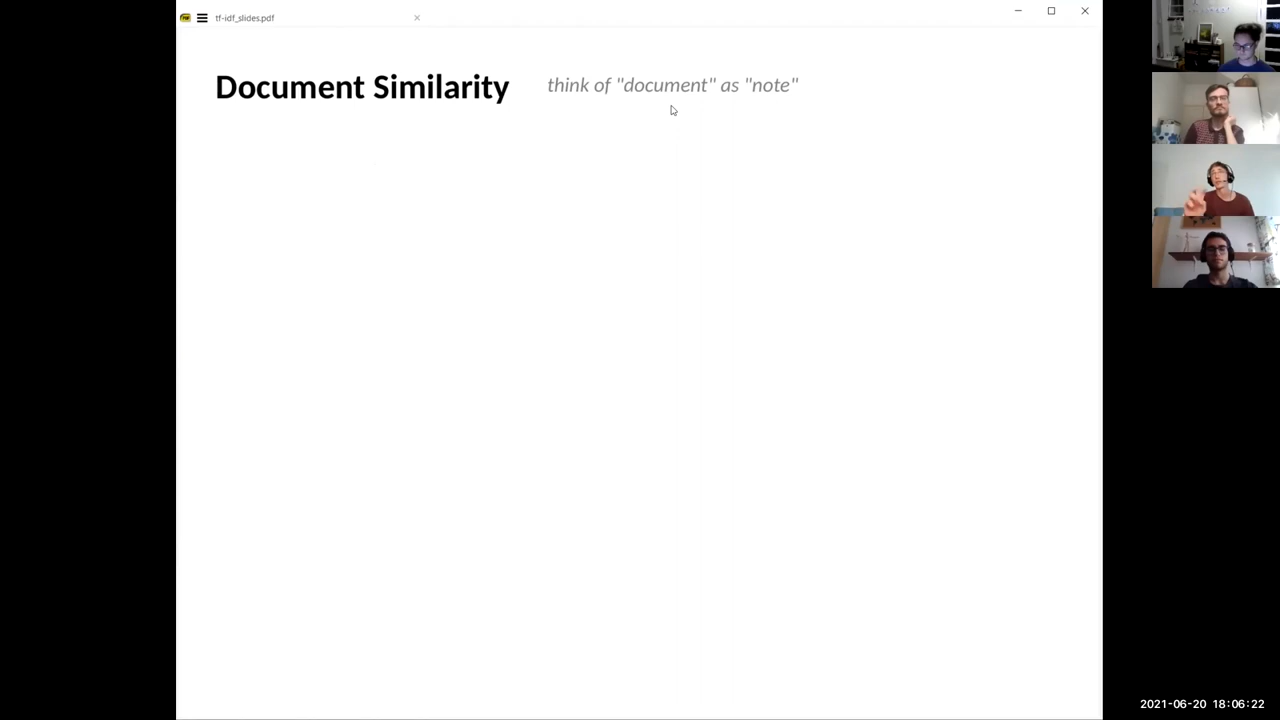 tf-idf_slides.pdf
Document Similarity think of "document" as "note"
2021-06-20 18:06:22